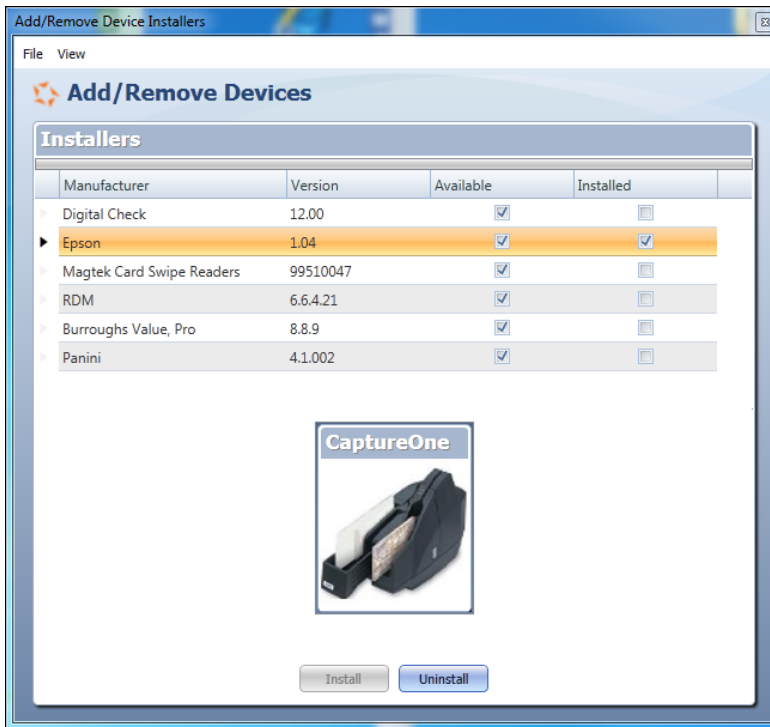 Add/Remove Device Installers
File View
Add/Remove Devices
Installers
Manufacturer Version Available Installed
Digital Check 12.00
Epson 1.04
Magtek Card Swipe Readers 99510047
RDM 6.6.4.21
Burroughs Value, Pro 8.8.9
Panini 4.1.002
CaptureOne
Install Uninstall